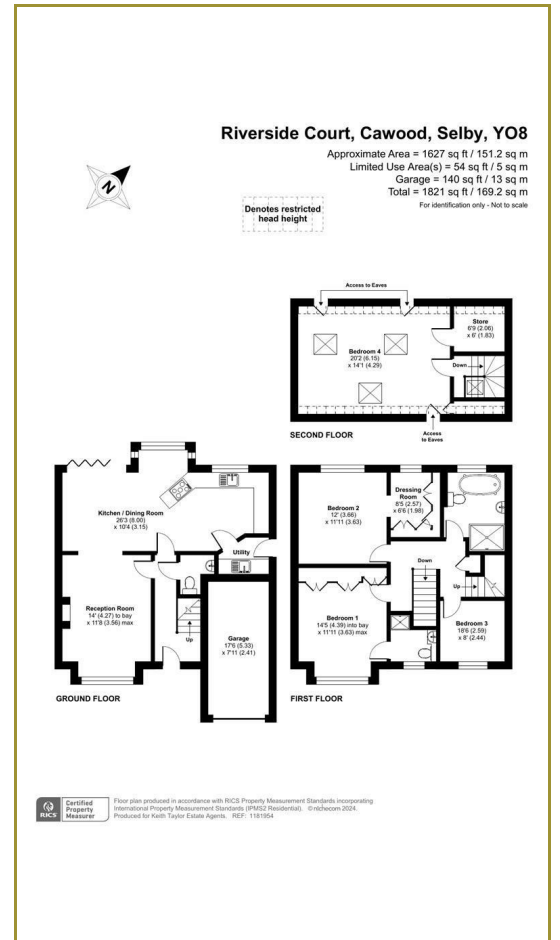 Riverside Court, Cawood, Selby, YO8
Approximate Area = 1627 sq ft / 151.2 sq m
Limited Use Area(s) = 54 sq ft / 5 sq m
Garage = 140 sq ft / 13 sq m
Total = 1821 sq ft / 169.2 sq m
For identification only - Not to scale
N
Denotes restricted
head height
Access to Eaves
Store
6'9 (2.06)
x 6' (1.83)
Bedroom 4
20'2 (6.15)
x 14'1 (4.29)
Down
Access
to Eaves
SECOND FLOOR
Kitchen / Dining Room
26'3 (8.00)
x 10'4 (3.15)
Utility
Reception Room
14' (4.27) to bay
x 11'8 (3.56) max
Up
Garage
17'6 (5.33)
x 7'11 (2.41)
GROUND FLOOR
Dressing
Room
8'5 (2.57)
x 6'6 (1.98)
Bedroom 2
12' (3.66)
x 11'11 (3.63)
Down
Up
Bedroom 1
14'5 (4.39) into bay
x 11'11 (3.63) max
Bedroom 3
18'6 (2.59)
x 8' (2.44)
FIRST FLOOR
RICS
Certified
Property
Measurer
Floor plan produced in accordance with RICS Property Measurement Standards incorporating
International Property Measurement Standards (IPMS2 Residential). ©nichecom 2024.
Produced for Keith Taylor Estate Agents. REF: 1181954